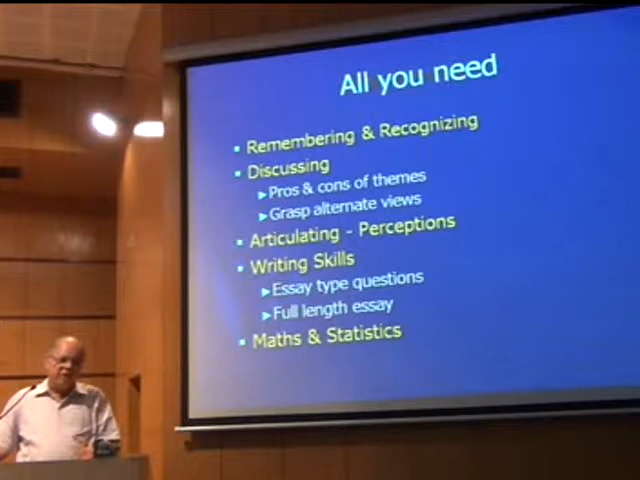 All you need
Remembering & Recognizing
Discussing
Pros & cons of themes
Grasp alternate views
Articulating - Perceptions
Writing Skills
Essay type questions
Full length essay
Maths & Statistics